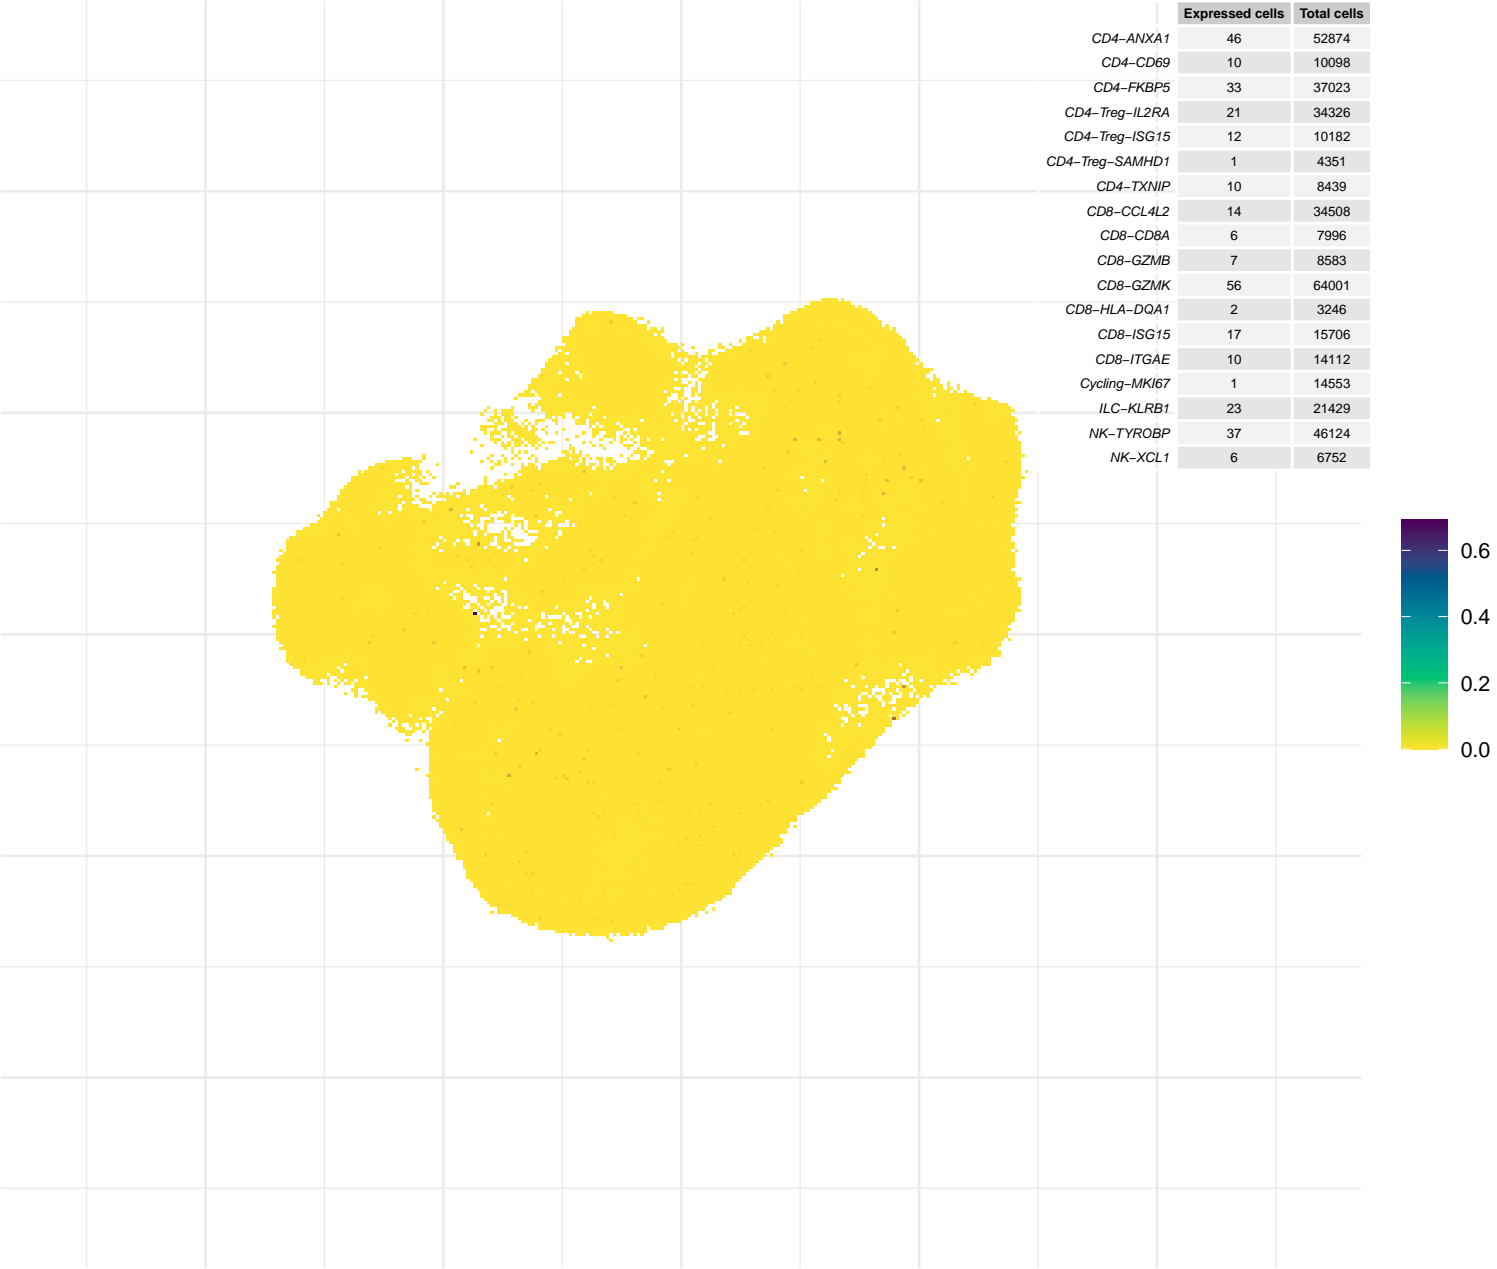 Expressed cells Total cells
CD4−ANXA1 46 52874
CD4−CD69 10 10098
CD4−FKBP5 33 37023
CD4−Treg−IL2RA 21 34326
CD4−Treg−ISG15 12 10182
CD4−Treg−SAMHD1 1 4351
CD4−TXNIP 10 8439
CD8−CCL4L2 14 34508
CD8−CD8A 6 7996
CD8−GZMB 7 8583
CD8−GZMK 56 64001
CD8−HLA−DQA1 2 3246
CD8−ISG15 17 15706
CD8−ITGAE 10 14112
Cycling−MKI67 1 14553
ILC−KLRB1 23 21429
NK−TYROBP 37 46124
NK−XCL1 6 6752
0.6
0.4
0.2
0.0